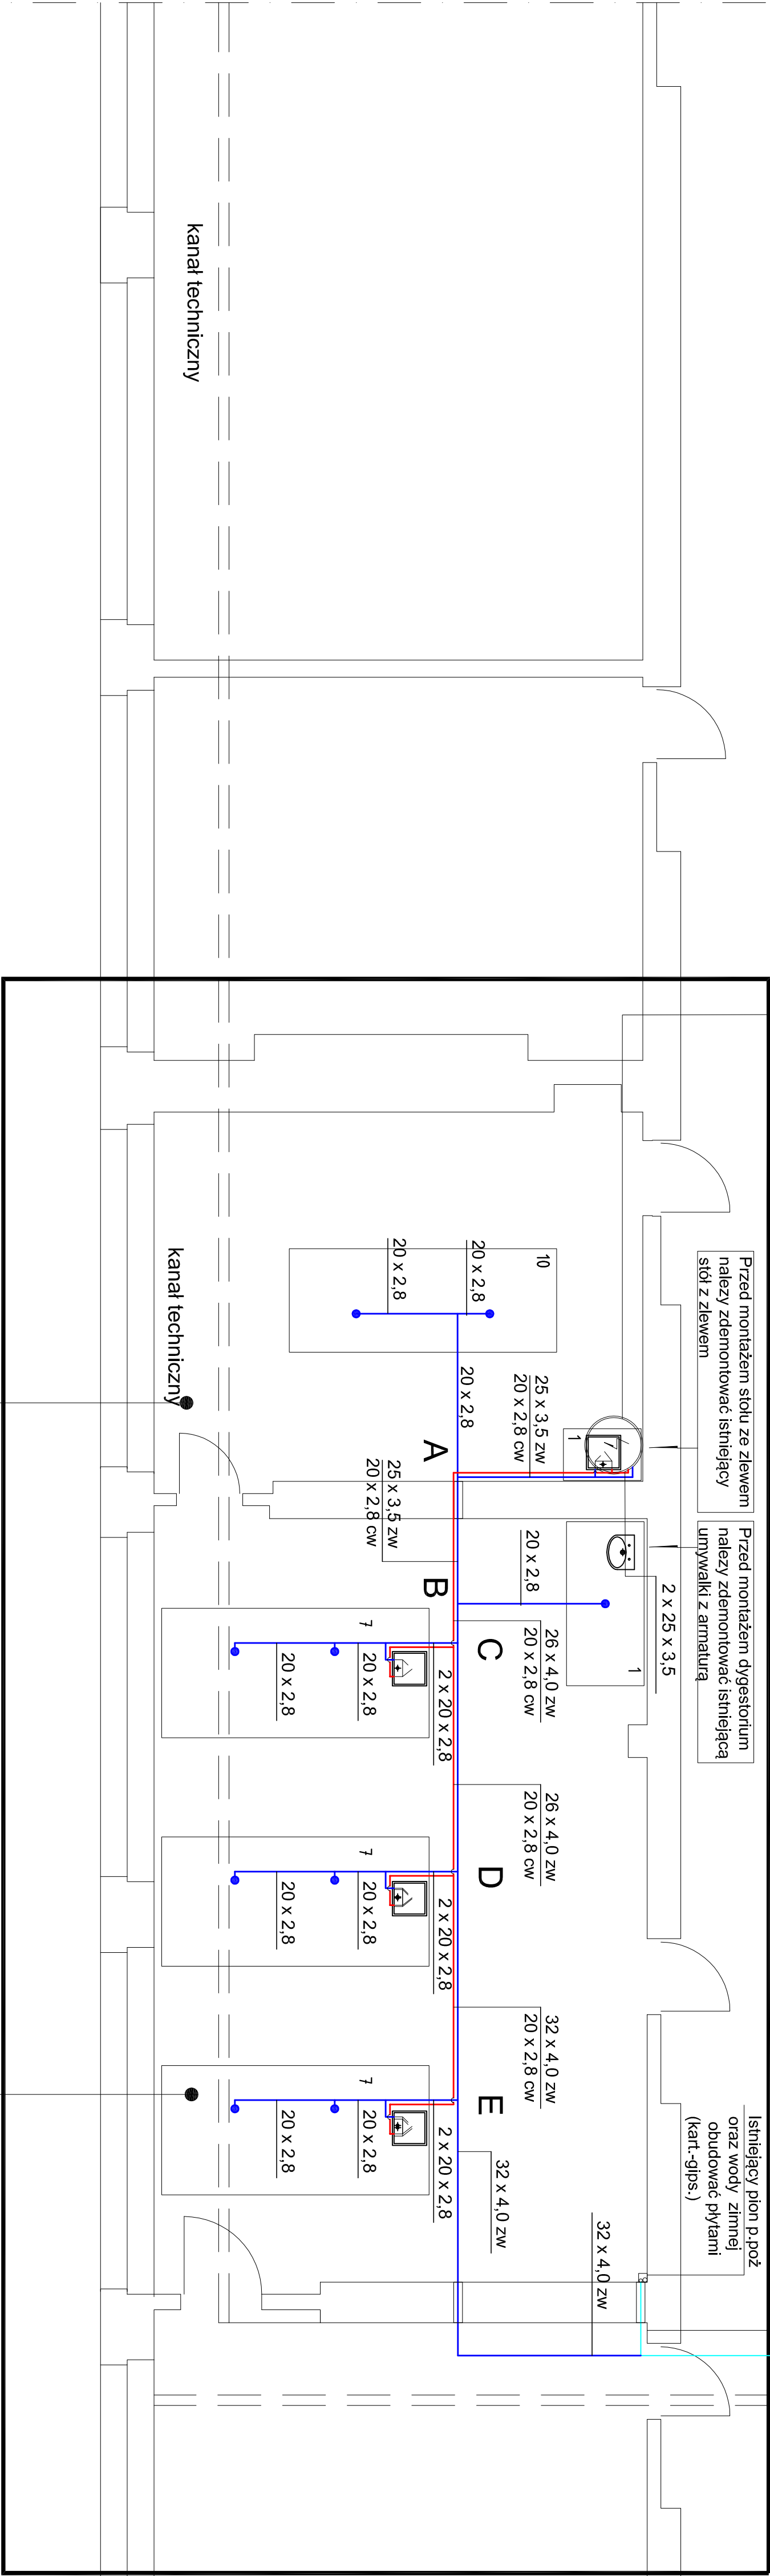 kanał techniczny
Przed montażem stołu ze zlewem
nalezy zdemontować istniejący
stół z zlewem
Przed montażem dygestorium
nalezy zdemontować istniejącą
umywalki z armaturą
Istniejący pion p.poż
oraz wody zimnej
obudować płytami
(kart.-gips.)
kanał techniczny
10
20 x 2,8
20 x 2,8
20 x 2,8
25 x 3,5 zw
20 x 2,8 cw
1
A
25 x 3,5 zw
20 x 2,8 cw
B
20 x 2,8
2 x 25 x 3,5
1
26 x 4,0 zw
20 x 2,8 cw
C
2 x 20 x 2,8
7
20 x 2,8
20 x 2,8
26 x 4,0 zw
20 x 2,8 cw
D
2 x 20 x 2,8
7
20 x 2,8
20 x 2,8
32 x 4,0 zw
20 x 2,8 cw
E
2 x 20 x 2,8
7
20 x 2,8
20 x 2,8
32 x 4,0 zw
32 x 4,0 zw